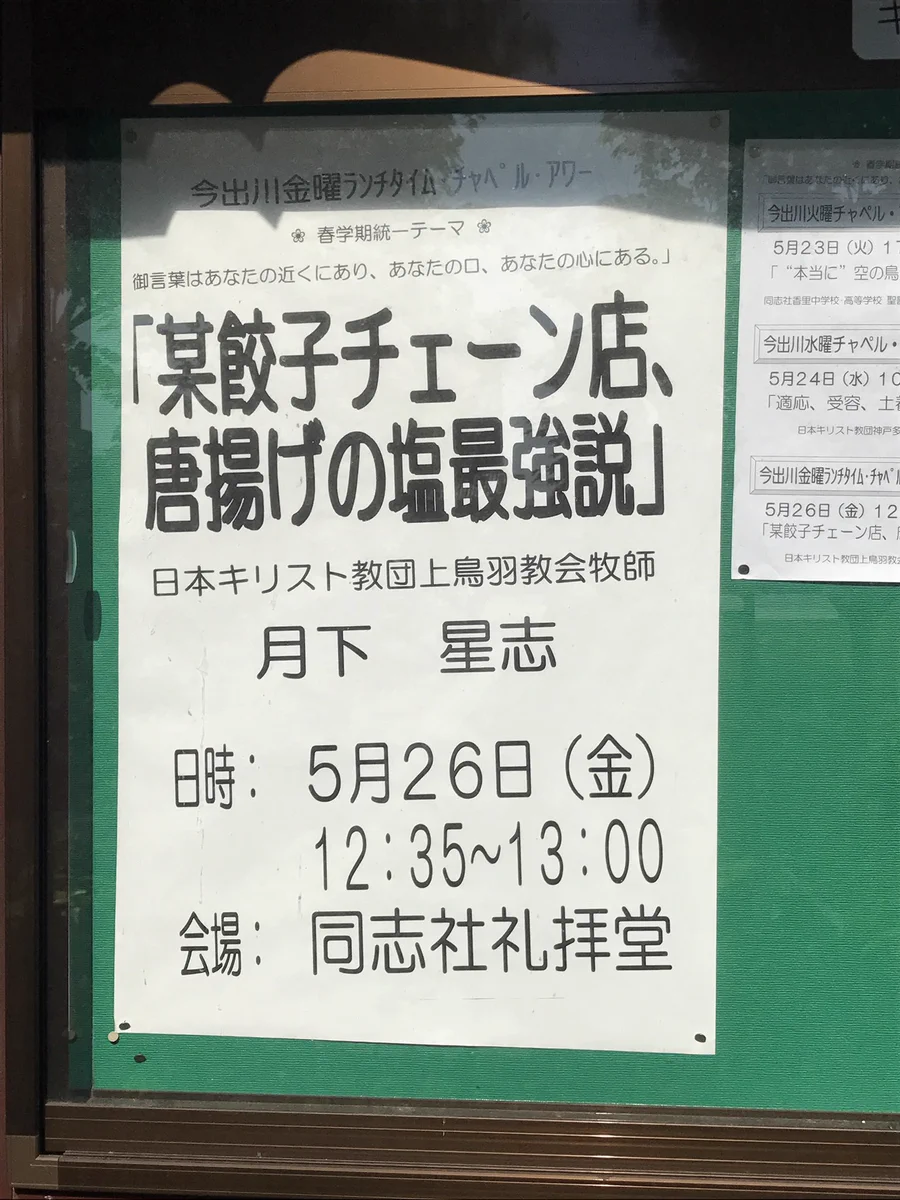 今出川金曜ランチタイム・チャペル・アワー
❀ 春学期統一テーマ ❀
御言葉はあなたの近くにあり、あなたの口、あなたの心にある。」
「某餃子チェーン店、
唐揚げの塩最強説」
日本キリスト教団上鳥羽教会牧師
月下 星志
日時： 5月26日（金）
12：35~13：00
会場： 同志社礼拝堂
今出川火曜チャペル・
5月23日（火）17
「“本当に”空の鳥
同志社香里中学校・高等学校 聖
今出川水曜チャペル・
5月24日（水）10
「適応、受容、土着
日本キリスト教団神戸多
今出川金曜ランチタイム・チャペル
5月26日（金）12
「某餃子チェーン店、
日本キリスト教団上鳥羽教会